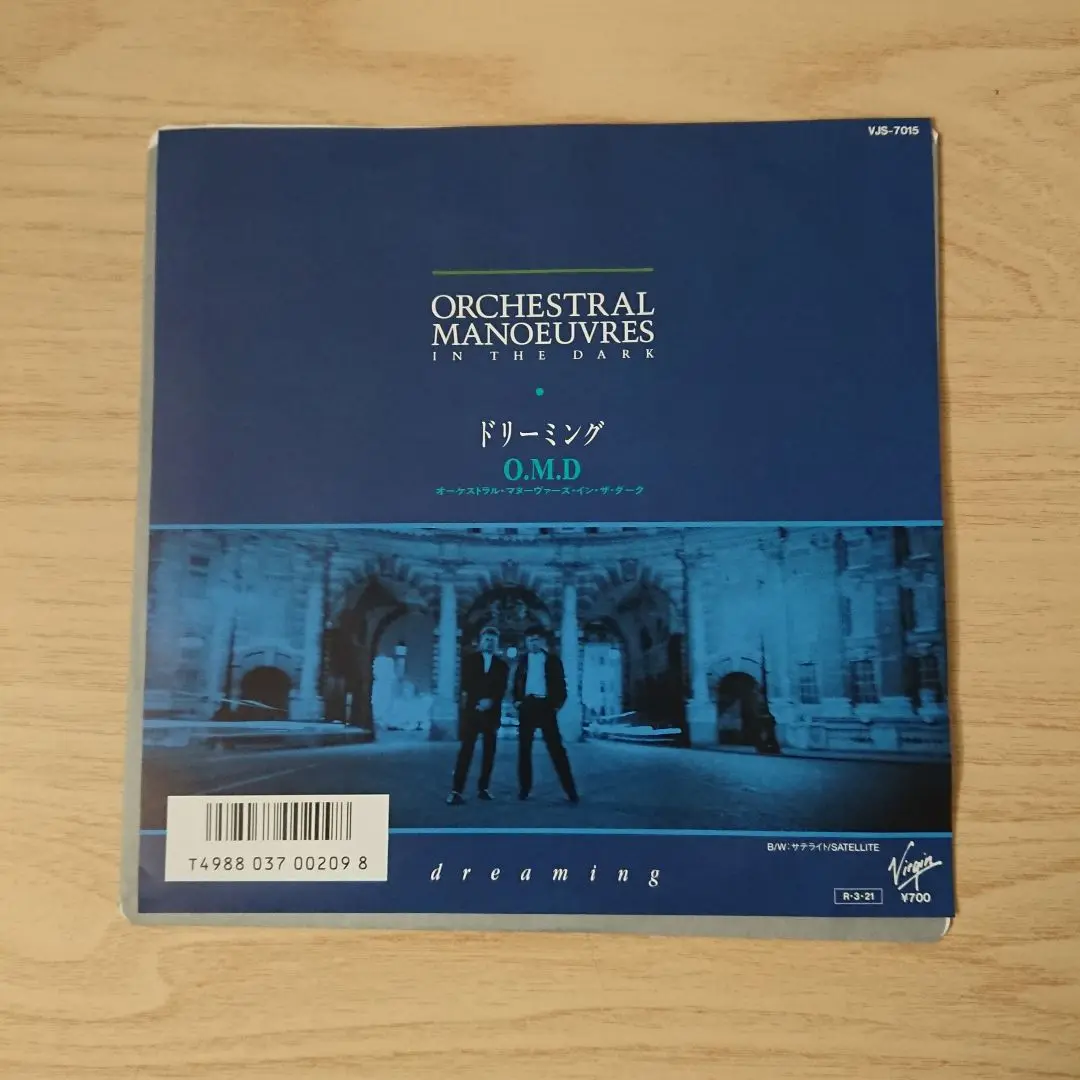 VJS-7015
ORCHESTRAL
MANOEUVRES
IN THE DARK
ドリーミング
O.M.D
オーケストラル・マヌーヴァーズ・イン・ザ・ダーク
T4988 037 00209 8
B/W:サテライト/SATELLITE
Virgin
dreaming
R・3・21
¥700